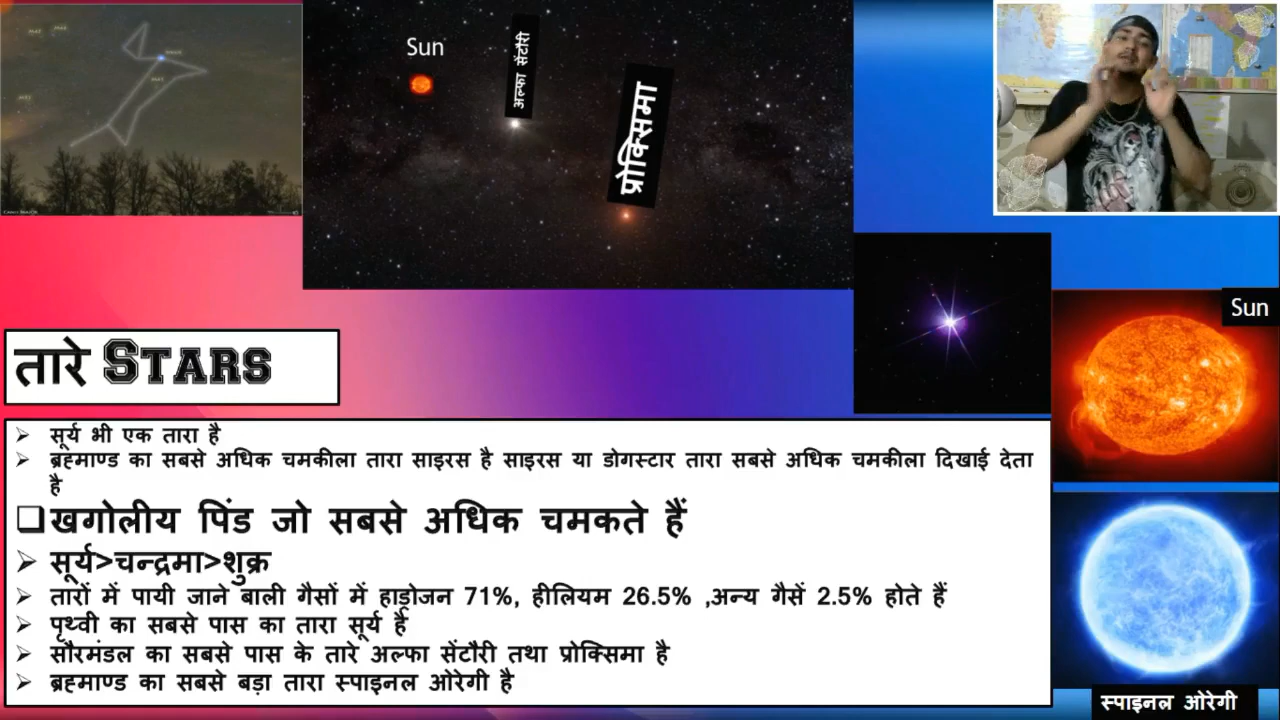 Sun
अल्फा सेंटौरी
प्रोक्सिमा
Sun
तारे STARS
सूर्य भी एक तारा है
ब्रह्माण्ड का सबसे अधिक चमकीला तारा साइरस है साइरस या डोगस्टार तारा सबसे अधिक चमकीला दिखाई देता
है
खगोलीय पिंड जो सबसे अधिक चमकते हैं
सूर्य>चन्द्रमा>शुक्र
तारों में पायी जाने बाली गैसों में हाड्रोजन 71%, हीलियम 26.5% ,अन्य गैसें 2.5% होते हैं
पृथ्वी का सबसे पास का तारा सूर्य है
सौरमंडल का सबसे पास के तारे अल्फा सेंटौरी तथा प्रोक्सिमा है
ब्रह्माण्ड का सबसे बड़ा तारा स्पाइनल ओरेगी है
स्पाइनल ओरेगी